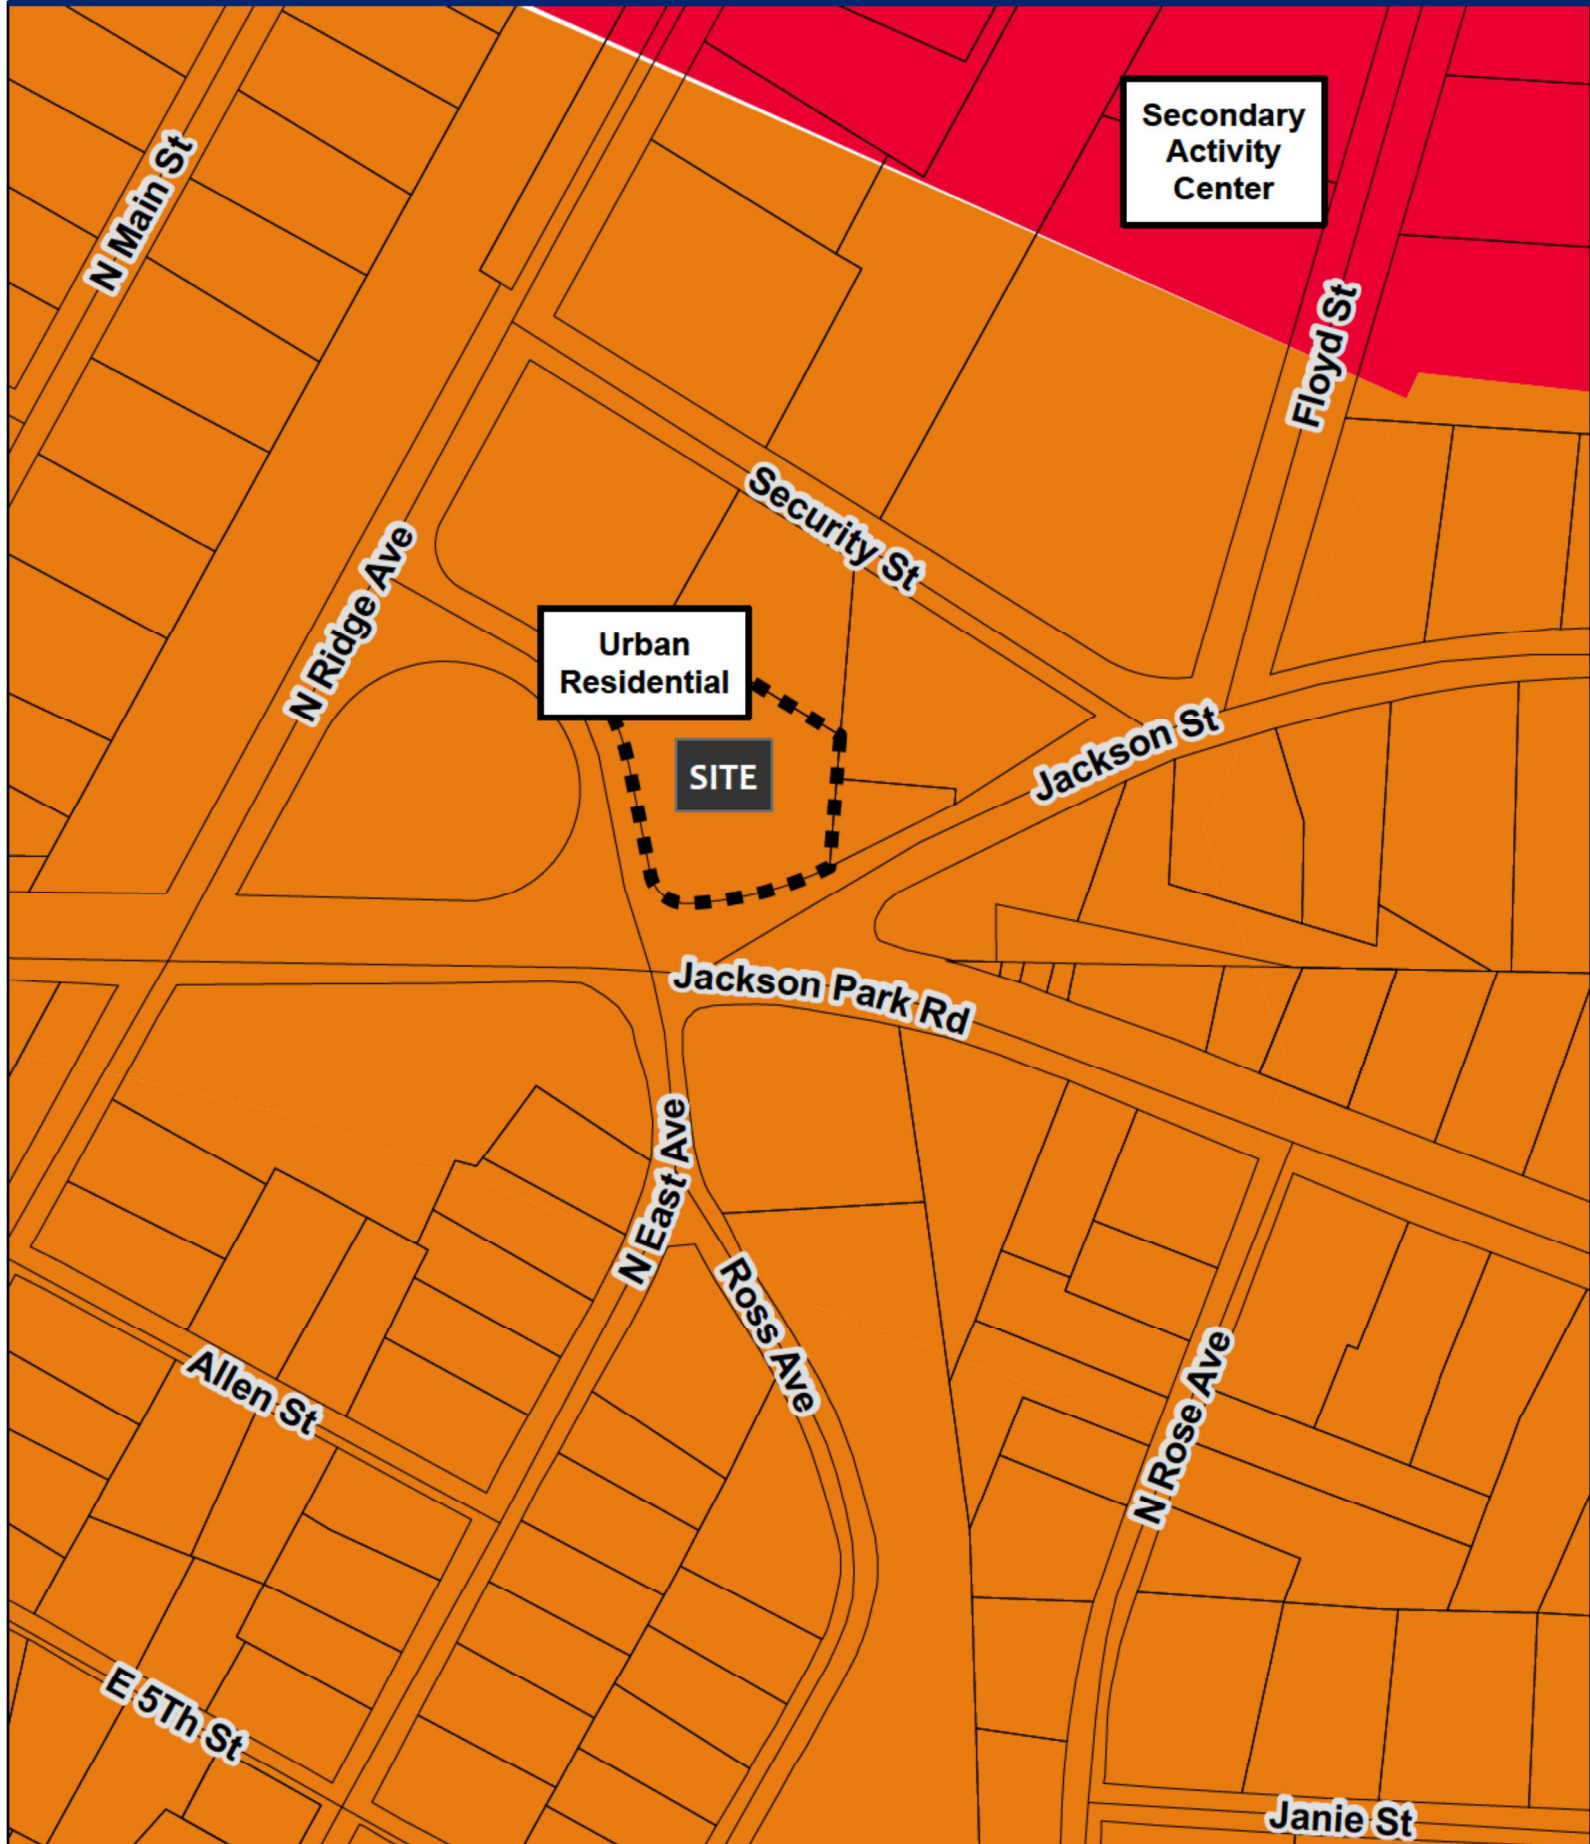 Secondary
Activity
Center
N Main St
Floyd St
Security St
N Ridge Ave
Urban
Residential
SITE
Jackson St
Jackson Park Rd
N East Ave
Ross Ave
Allen St
N Rose Ave
E 5Th St
Janie St